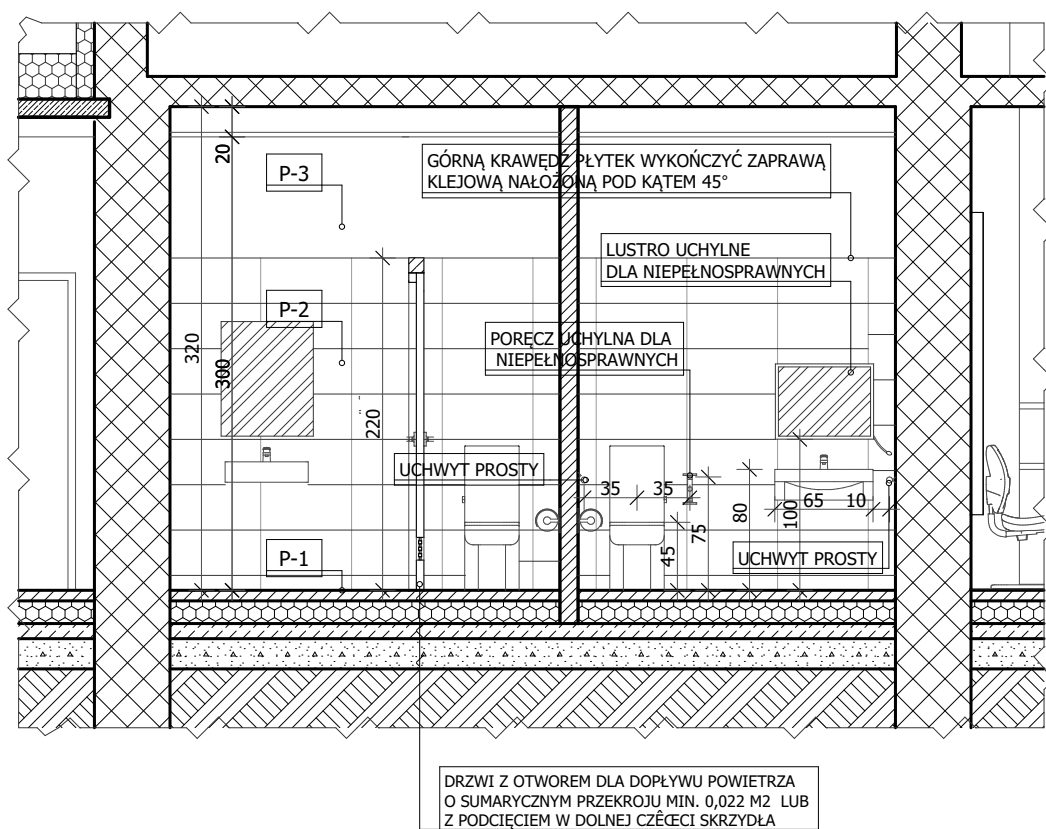 20
P-3
GÓRNĄ KRAWĘDŹ PŁYTEK WYKOŃCZYĆ ZAPRAWĄ
KLEJOWĄ NAŁOŻONĄ POD KĄTEM 45°
LUSTRO UCHYLNE
DLA NIEPEŁNOSPRAWNYCH
P-2
320
300
PORĘCZ UCHYLNA DLA
NIEPEŁNOSPRAWNYCH
220
UCHWYT PROSTY
35
35
45
75
80
100
65
10
P-1
UCHWYT PROSTY
DRZWI Z OTWOREM DLA DOPŁYWU POWIETRZA
O SUMARYCZNYM PRZEKROJU MIN. 0,022 M2 LUB
Z PODCIĘCIEM W DOLNEJ CZÊŒCI SKRZYDŁA